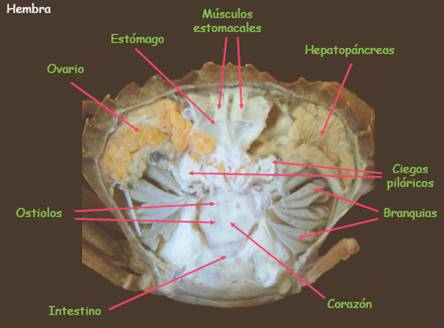 Hembra
Músculos
estomacales
Estómago
Hepatopáncreas
Ovario
Ciegos
pilóricos
Ostiolos
Branquias
Corazón
Intestino